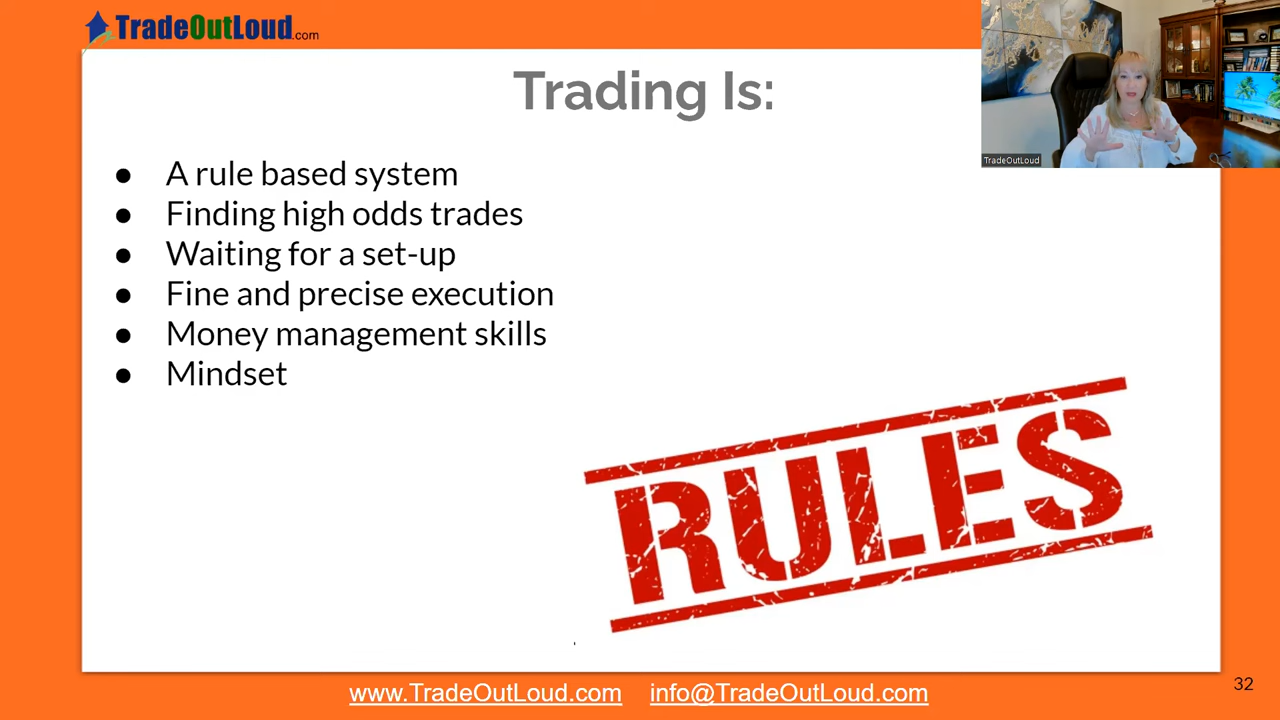 TradeOutLoud.com
Trading Is:
TradeOutLoud
● A rule based system
● Finding high odds trades
● Waiting for a set-up
● Fine and precise execution
● Money management skills
● Mindset
RULES
www.TradeOutLoud.com info@TradeOutLoud.com
32